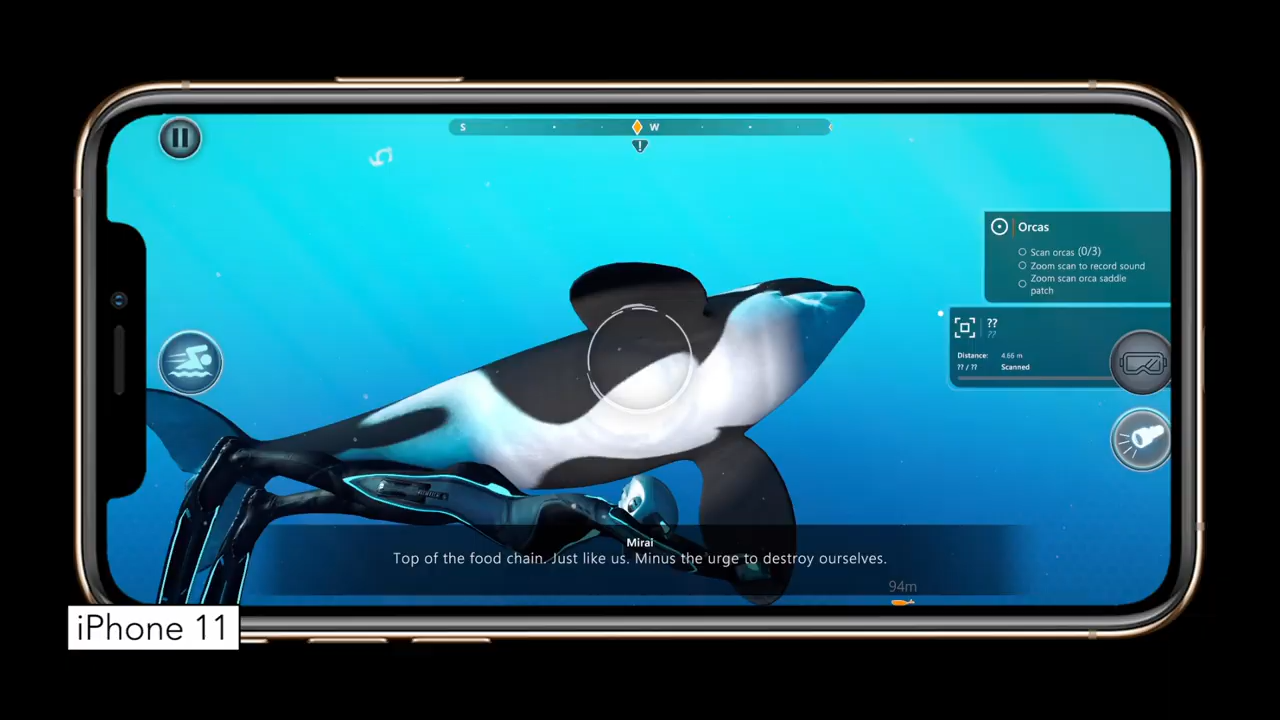 S
W
!
Orcas
Scan orcas (0/3)
Zoom scan to record sound
Zoom scan orca saddle
patch
??
??
Distance: 4.66 m
?? / ?? Scanned
Mirai
Top of the food chain. Just like us. Minus the urge to destroy ourselves.
94m
iPhone 11